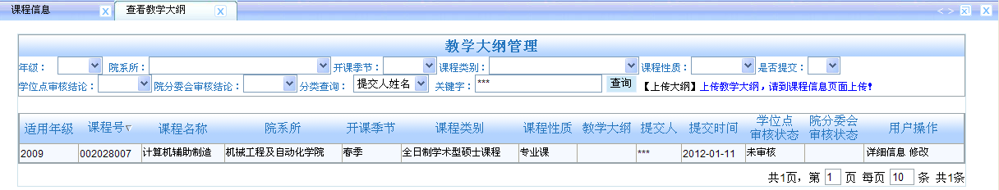 课程信息 查看教学大纲
教学大纲管理
年级： 院系所： 开课季节： 课程类别： 课程性质： 是否提交：
学位点审核结论： 院分委会审核结论： 分类查询： 提交人姓名 关键字： *** 查询 【上传大纲】上传教学大纲，请到课程信息页面上传!
适用年级 课程号▽ 课程名称 院系所 开课季节 课程类别 课程性质 教学大纲 提交人 提交时间 学位点 院分委会 用户操作
审核状态 审核状态
2009 002028007 计算机辅助制造 机械工程及自动化学院 春季 全日制学术型硕士课程 专业课 *** 2012-01-11 未审核 详细信息 修改
共1页，第 1 页 每页 10 条 共1条